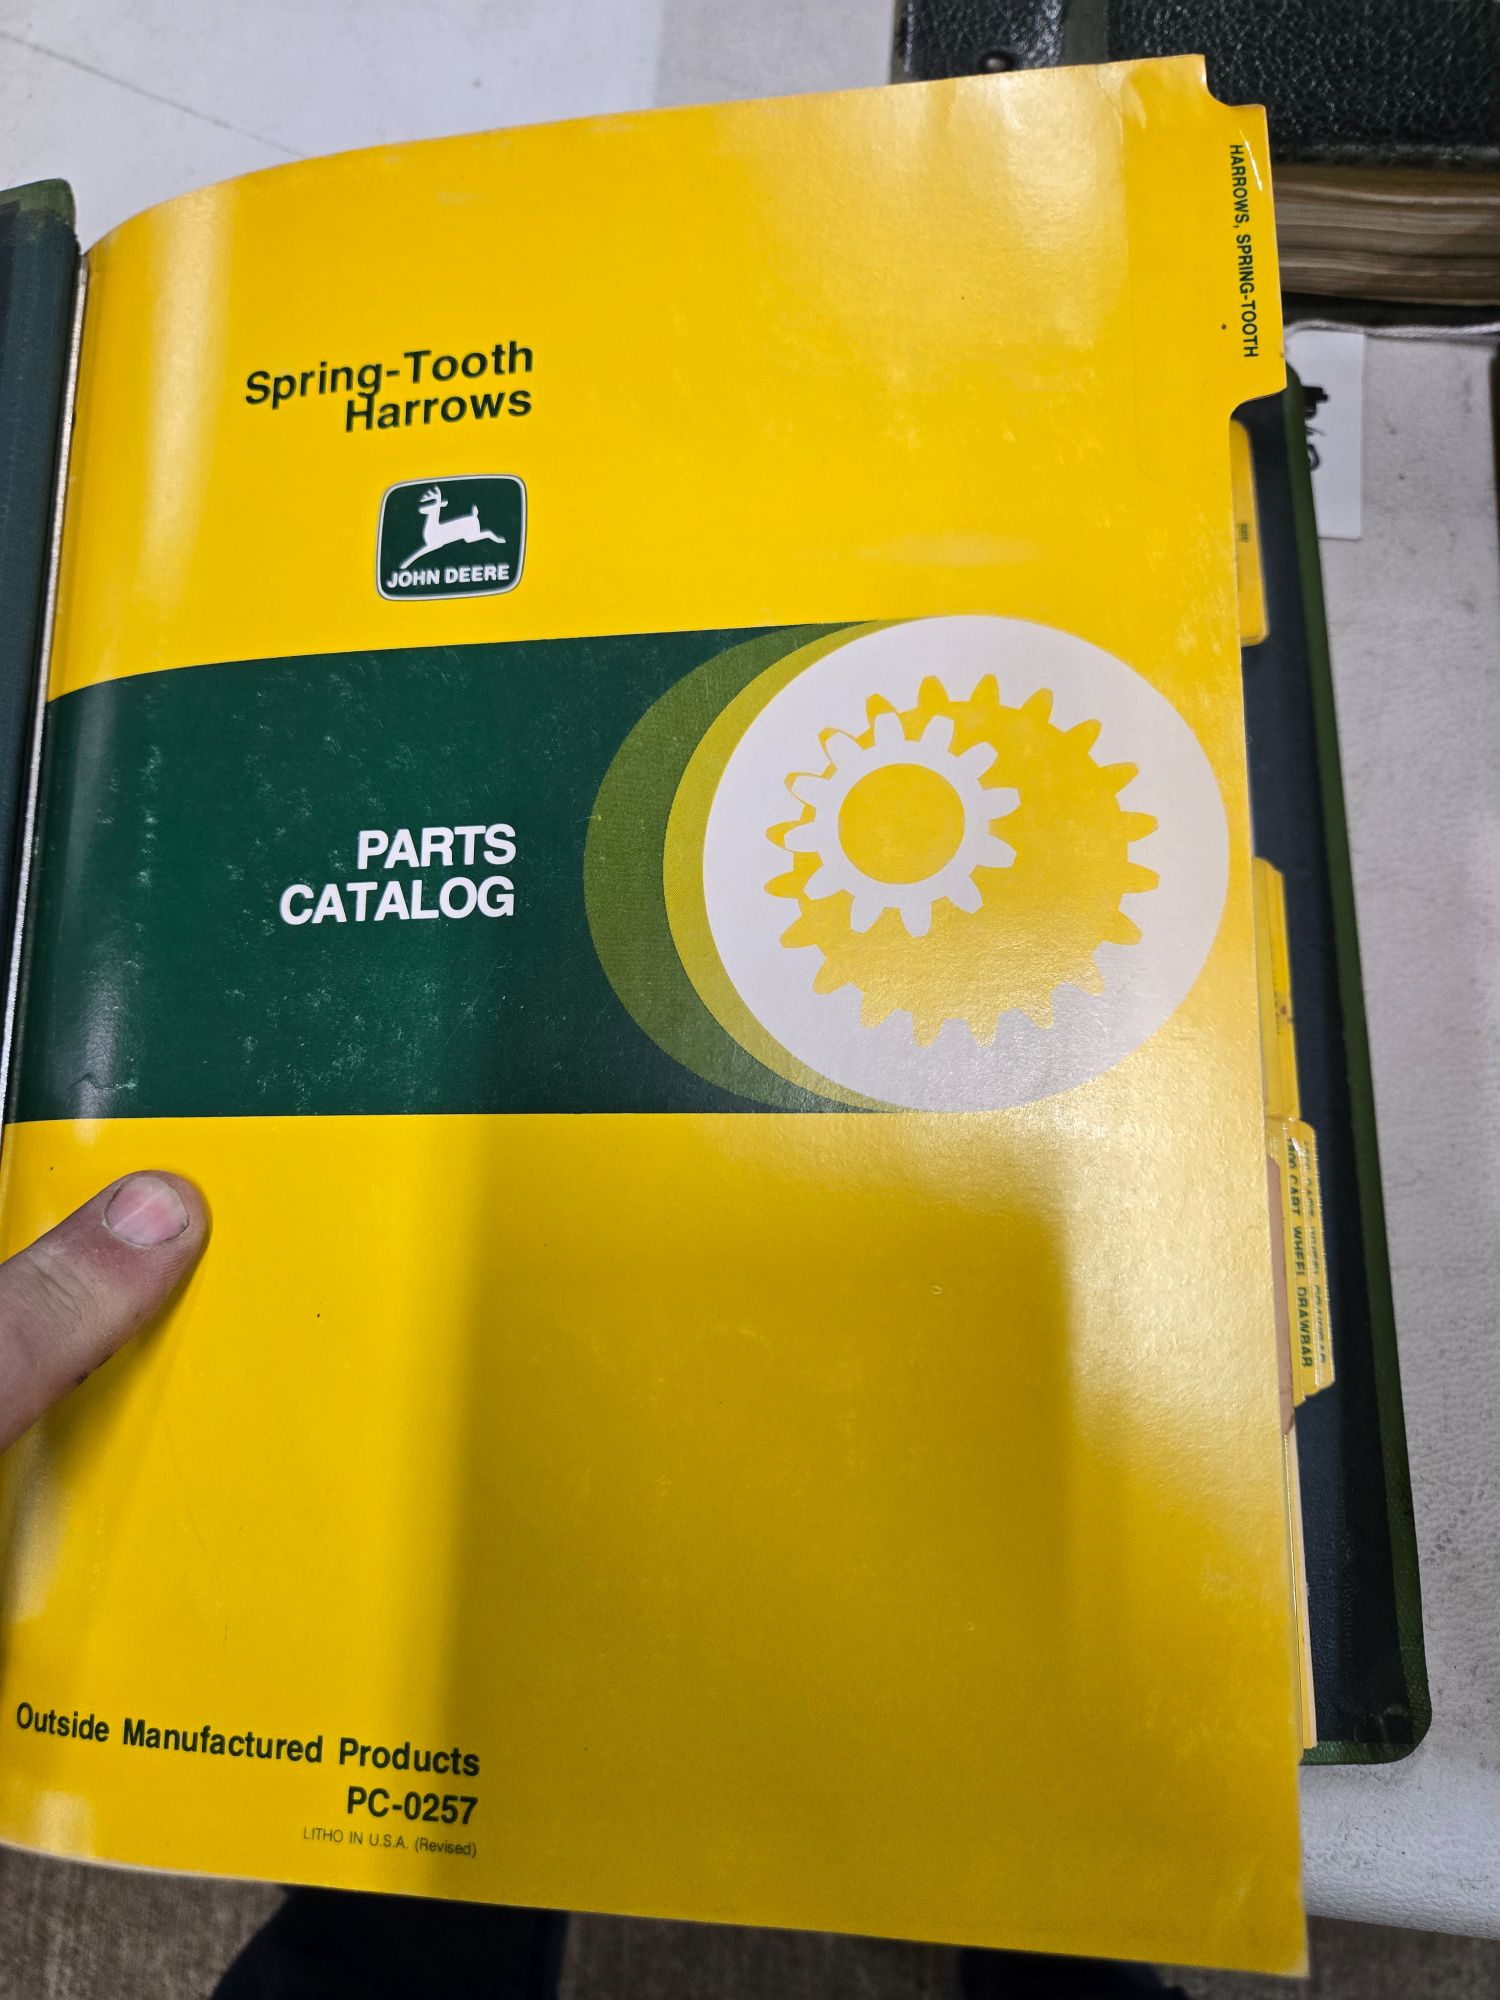 HARROWS, SPRING-TOOTH
Spring-Tooth
Harrows
JOHN DEERE
PARTS
CATALOG
CART WHEEL DRAWBAR
Outside Manufactured Products
PC-0257
LITHO IN U.S.A. (Revised)